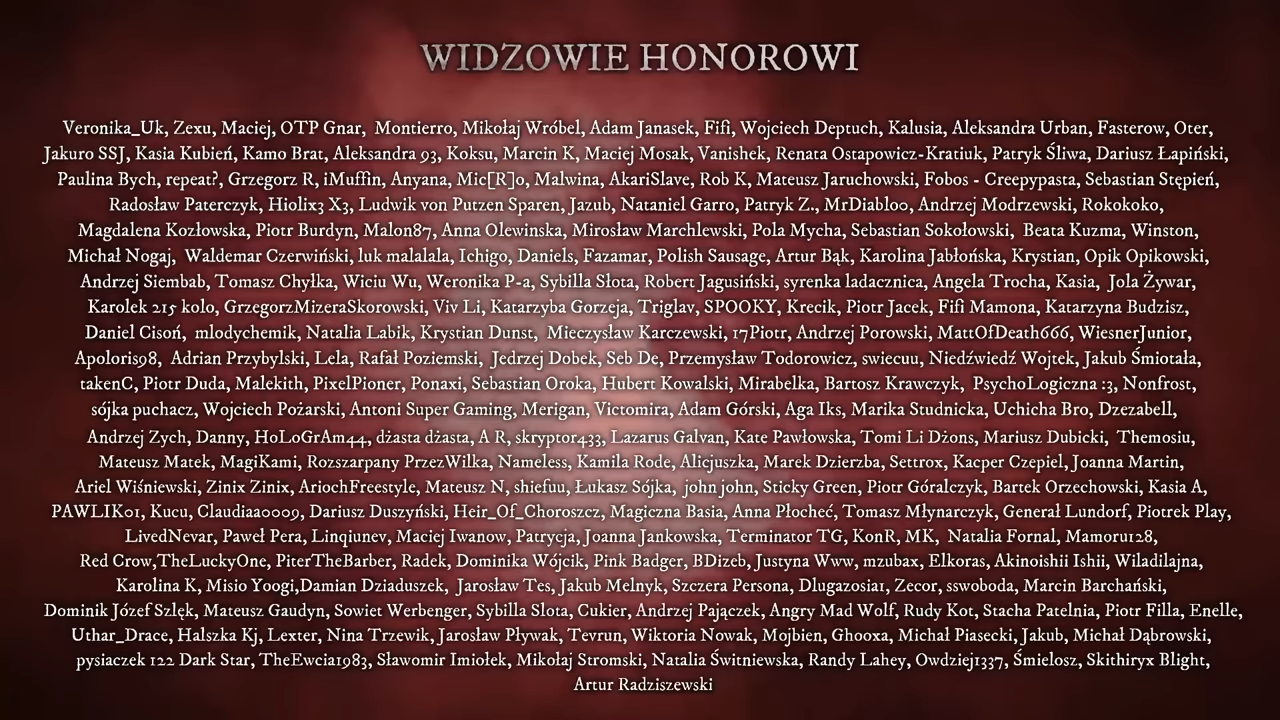 WIDZOWIE HONOROWI
Veronika_Uk, Zexu, Maciej, OTP Gnar, Montierro, Mikołaj Wróbel, Adam Janasek, Fifi, Wojciech Deptuch, Kalusia, Aleksandra Urban, Fasterow, Oter,
Jakuro SSJ, Kasia Kubień, Kamo Brat, Aleksandra 93, Koksu, Marcin K, Maciej Mosak, Vanishek, Renata Ostapowicz-Kratiuk, Patryk Śliwa, Dariusz Łapiński,
Paulina Bych, repeat?, Grzegorz R, iMuffin, Anyana, Mic[R]o, Malwina, AkariSlave, Rob K, Mateusz Jaruchowski, Fobos - Creepypasta, Sebastian Stępień,
Radosław Paterczyk, Hiolix3 X3, Ludwik von Putzen Sparen, Jazub, Nataniel Garro, Patryk Z., MrDiablo0, Andrzej Modrzewski, Rokokoko,
Magdalena Kozłowska, Piotr Burdyn, Malon87, Anna Olewinska, Mirosław Marchlewski, Pola Mycha, Sebastian Sokołowski, Beata Kuzma, Winston,
Michał Nogaj, Waldemar Czerwiński, luk malalala, Ichigo, Daniels, Fazamar, Polish Sausage, Artur Bąk, Karolina Jabłońska, Krystian, Opik Opikowski,
Andrzej Siembab, Tomasz Chyłka, Wiciu Wu, Weronika P-a, Sybilla Słota, Robert Jagusiński, syrenka ladacznica, Angela Trocha, Kasia, Jola Żywar,
Karolek 215 kolo, GrzegorzMizeraSkorowski, Viv Li, Katarzyba Gorzeja, Triglav, SPOOKY, Krecik, Piotr Jacek, Fifi Mamona, Katarzyna Budzisz,
Daniel Cisoń, mlodychemik, Natalia Labik, Krystian Dunst, Mieczysław Karczewski, 17Piotr, Andrzej Porowski, MattOfDeath666, WiesnerJunior,
Apoloris98, Adrian Przybylski, Lela, Rafał Poziemski, Jedrzej Dobek, Seb De, Przemysław Todorowicz, swiecuu, Niedźwiedź Wojtek, Jakub Śmiotała,
takenC, Piotr Duda, Malekith, PixelPioner, Ponaxi, Sebastian Oroka, Hubert Kowalski, Mirabelka, Bartosz Krawczyk, PsychoLogiczna :3, Nonfrost,
sójka puchacz, Wojciech Pożarski, Antoni Super Gaming, Merigan, Victomira, Adam Górski, Aga Iks, Marika Studnicka, Uchicha Bro, Dzezabell,
Andrzej Zych, Danny, HoLoGrAm44, dżasta dżasta, A R, skryptor433, Lazarus Galvan, Kate Pawłowska, Tomi Li Dżons, Mariusz Dubicki, Themosiu,
Mateusz Matek, MagiKami, Rozszarpany PrzezWilka, Nameless, Kamila Rode, Alicjuszka, Marek Dzierzba, Settrox, Kacper Czepiel, Joanna Martin,
Ariel Wiśniewski, Zinix Zinix, AriochFreestyle, Mateusz N, shiefuu, Łukasz Sójka, john john, Sticky Green, Piotr Góralczyk, Bartek Orzechowski, Kasia A,
PAWLIK01, Kucu, Claudiaa0009, Dariusz Duszyński, Heir_Of_Choroszcz, Magiczna Basia, Anna Płocheć, Tomasz Młynarczyk, Generał Lundorf, Piotrek Play,
LivedNevar, Paweł Pera, Linqiunev, Maciej Iwanow, Patrycja, Joanna Jankowska, Terminator TG, KonR, MK, Natalia Fornal, Mamoru128,
Red Crow,TheLuckyOne, PiterTheBarber, Radek, Dominika Wójcik, Pink Badger, BDizeb, Justyna Www, mzubax, Elkoras, Akinoishii Ishii, Wiladilajna,
Karolina K, Misio Yoogi,Damian Dziaduszek, Jarosław Tes, Jakub Melnyk, Szczera Persona, Dlugazosia1, Zecor, sswoboda, Marcin Barchański,
Dominik Józef Szlęk, Mateusz Gaudyn, Sowiet Werbenger, Sybilla Slota, Cukier, Andrzej Pajączek, Angry Mad Wolf, Rudy Kot, Stacha Patelnia, Piotr Filla, Enelle,
Uthar_Drace, Halszka Kj, Lexter, Nina Trzewik, Jarosław Pływak, Tevrun, Wiktoria Nowak, Mojbien, Ghooxa, Michał Piasecki, Jakub, Michał Dąbrowski,
pysiaczek 122 Dark Star, TheEwcia1983, Sławomir Imiołek, Mikołaj Stromski, Natalia Świtniewska, Randy Lahey, Owdziej1337, Śmielosz, Skithiryx Blight,
Artur Radziszewski